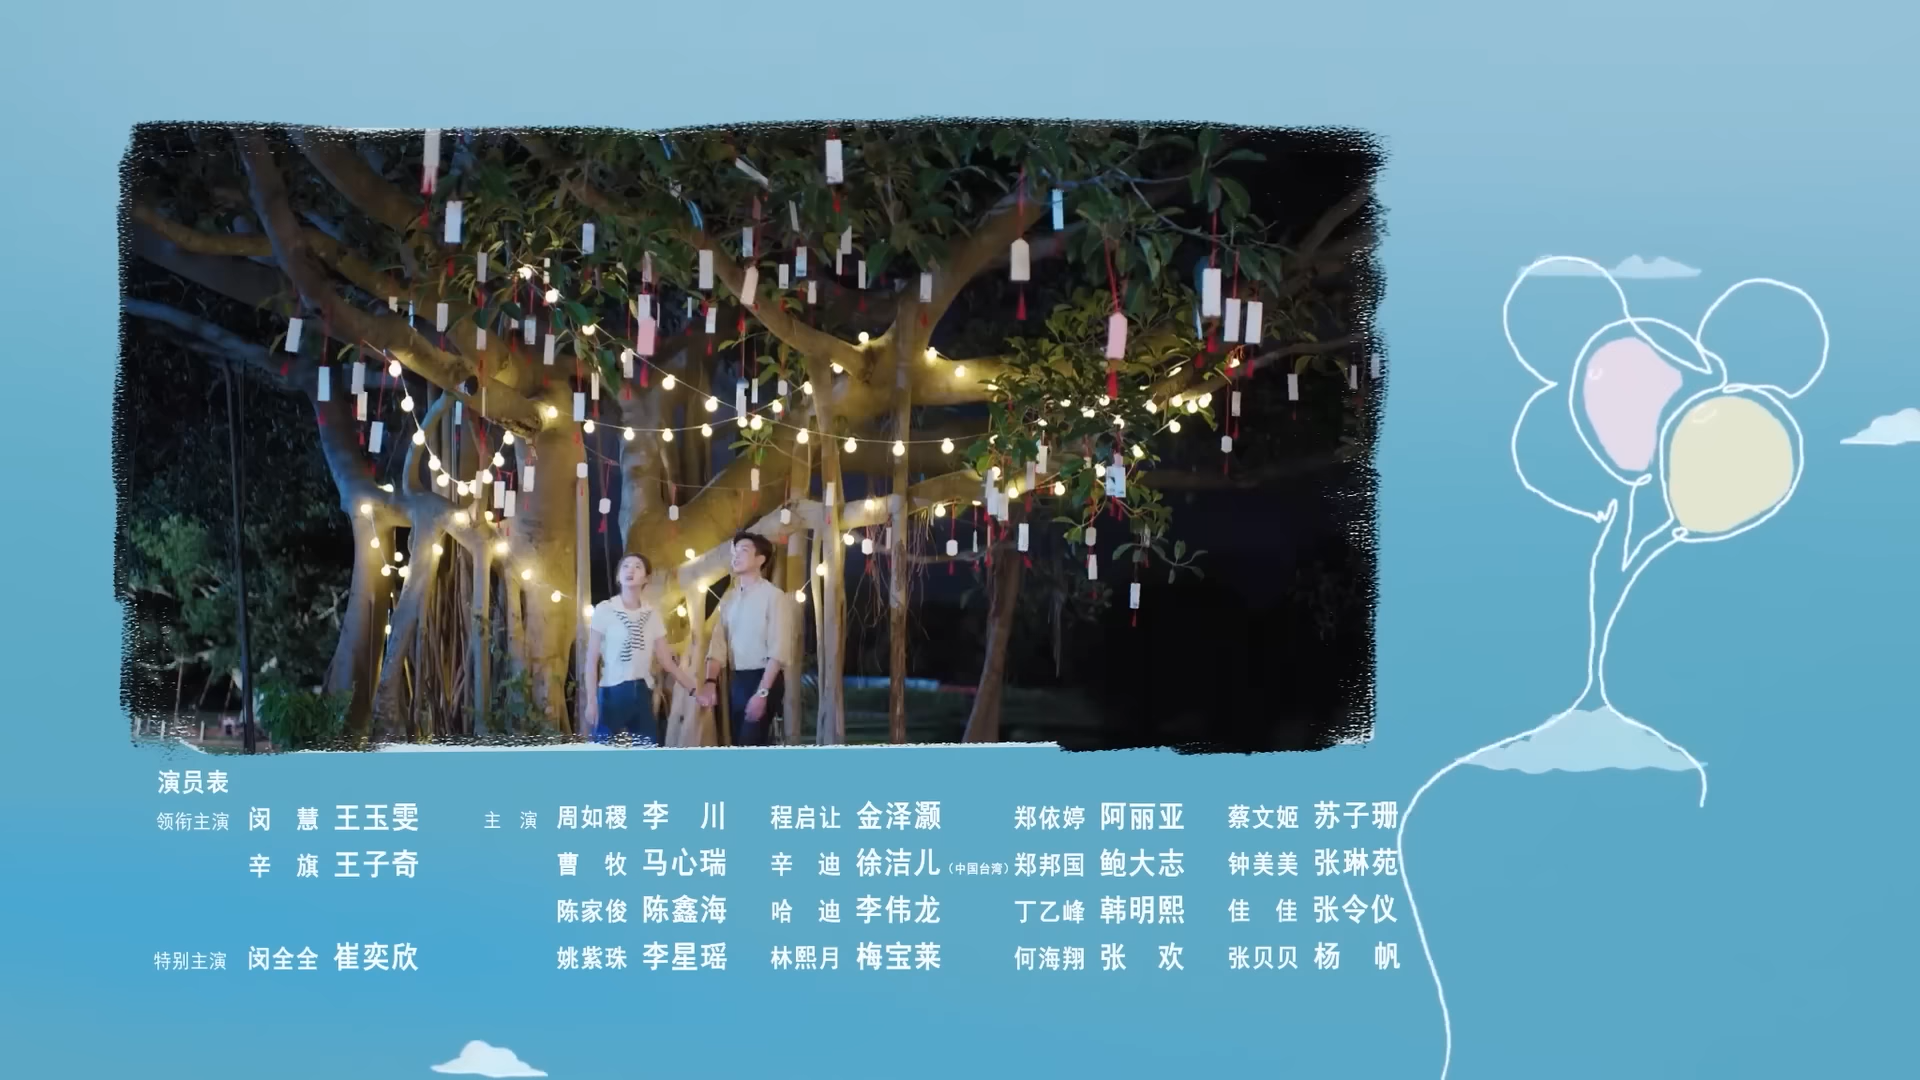 演员表
领衔主演 闵 慧 王玉雯 主 演 周如稷 李 川 程启让 金泽灏 郑依婷 阿丽亚 蔡文姬 苏子珊
辛 旗 王子奇 曹 牧 马心瑞 辛 迪 徐洁儿（中国台湾） 郑邦国 鲍大志 钟美美 张琳苑
陈家俊 陈鑫海 哈 迪 李伟龙 丁乙峰 韩明熙 佳 佳 张令仪
特别主演 闵全全 崔奕欣 姚紫珠 李星瑶 林熙月 梅宝莱 何海翔 张 欢 张贝贝 杨 帆